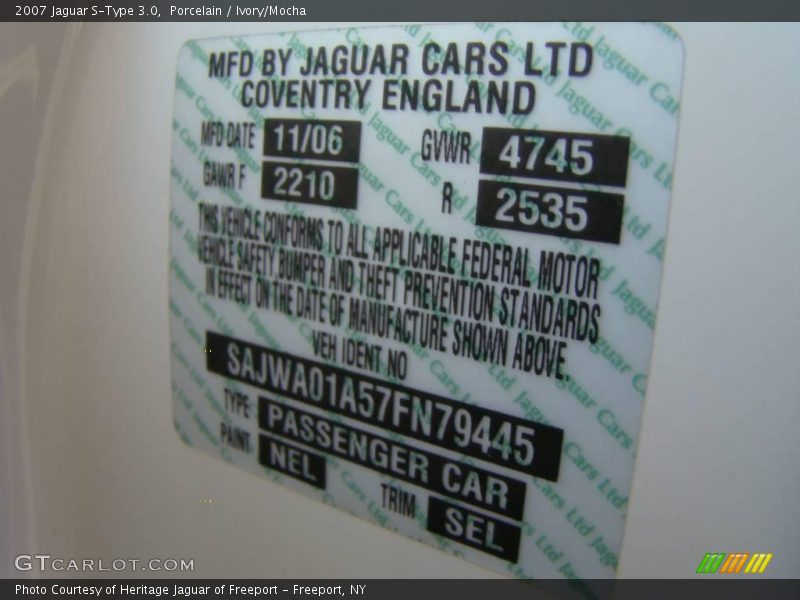 2007 Jaguar S-Type 3.0, Porcelain / Ivory/Mocha
MFD BY JAGUAR CARS LTD
COVENTRY ENGLAND
MFD DATE 11/06 GVWR 4745
GAWR F 2210 R 2535
THIS VEHICLE CONFORMS TO ALL APPLICABLE FEDERAL MOTOR
VEHICLE SAFETY, BUMPER AND THEFT PREVENTION STANDARDS
IN EFFECT ON THE DATE OF MANUFACTURE SHOWN ABOVE.
VEH IDENT NO
SAJWA01A57FN79445
TYPE PASSENGER CAR
PAINT NEL TRIM SEL
GTCARLOT.COM
Photo Courtesy of Heritage Jaguar of Freeport - Freeport, NY